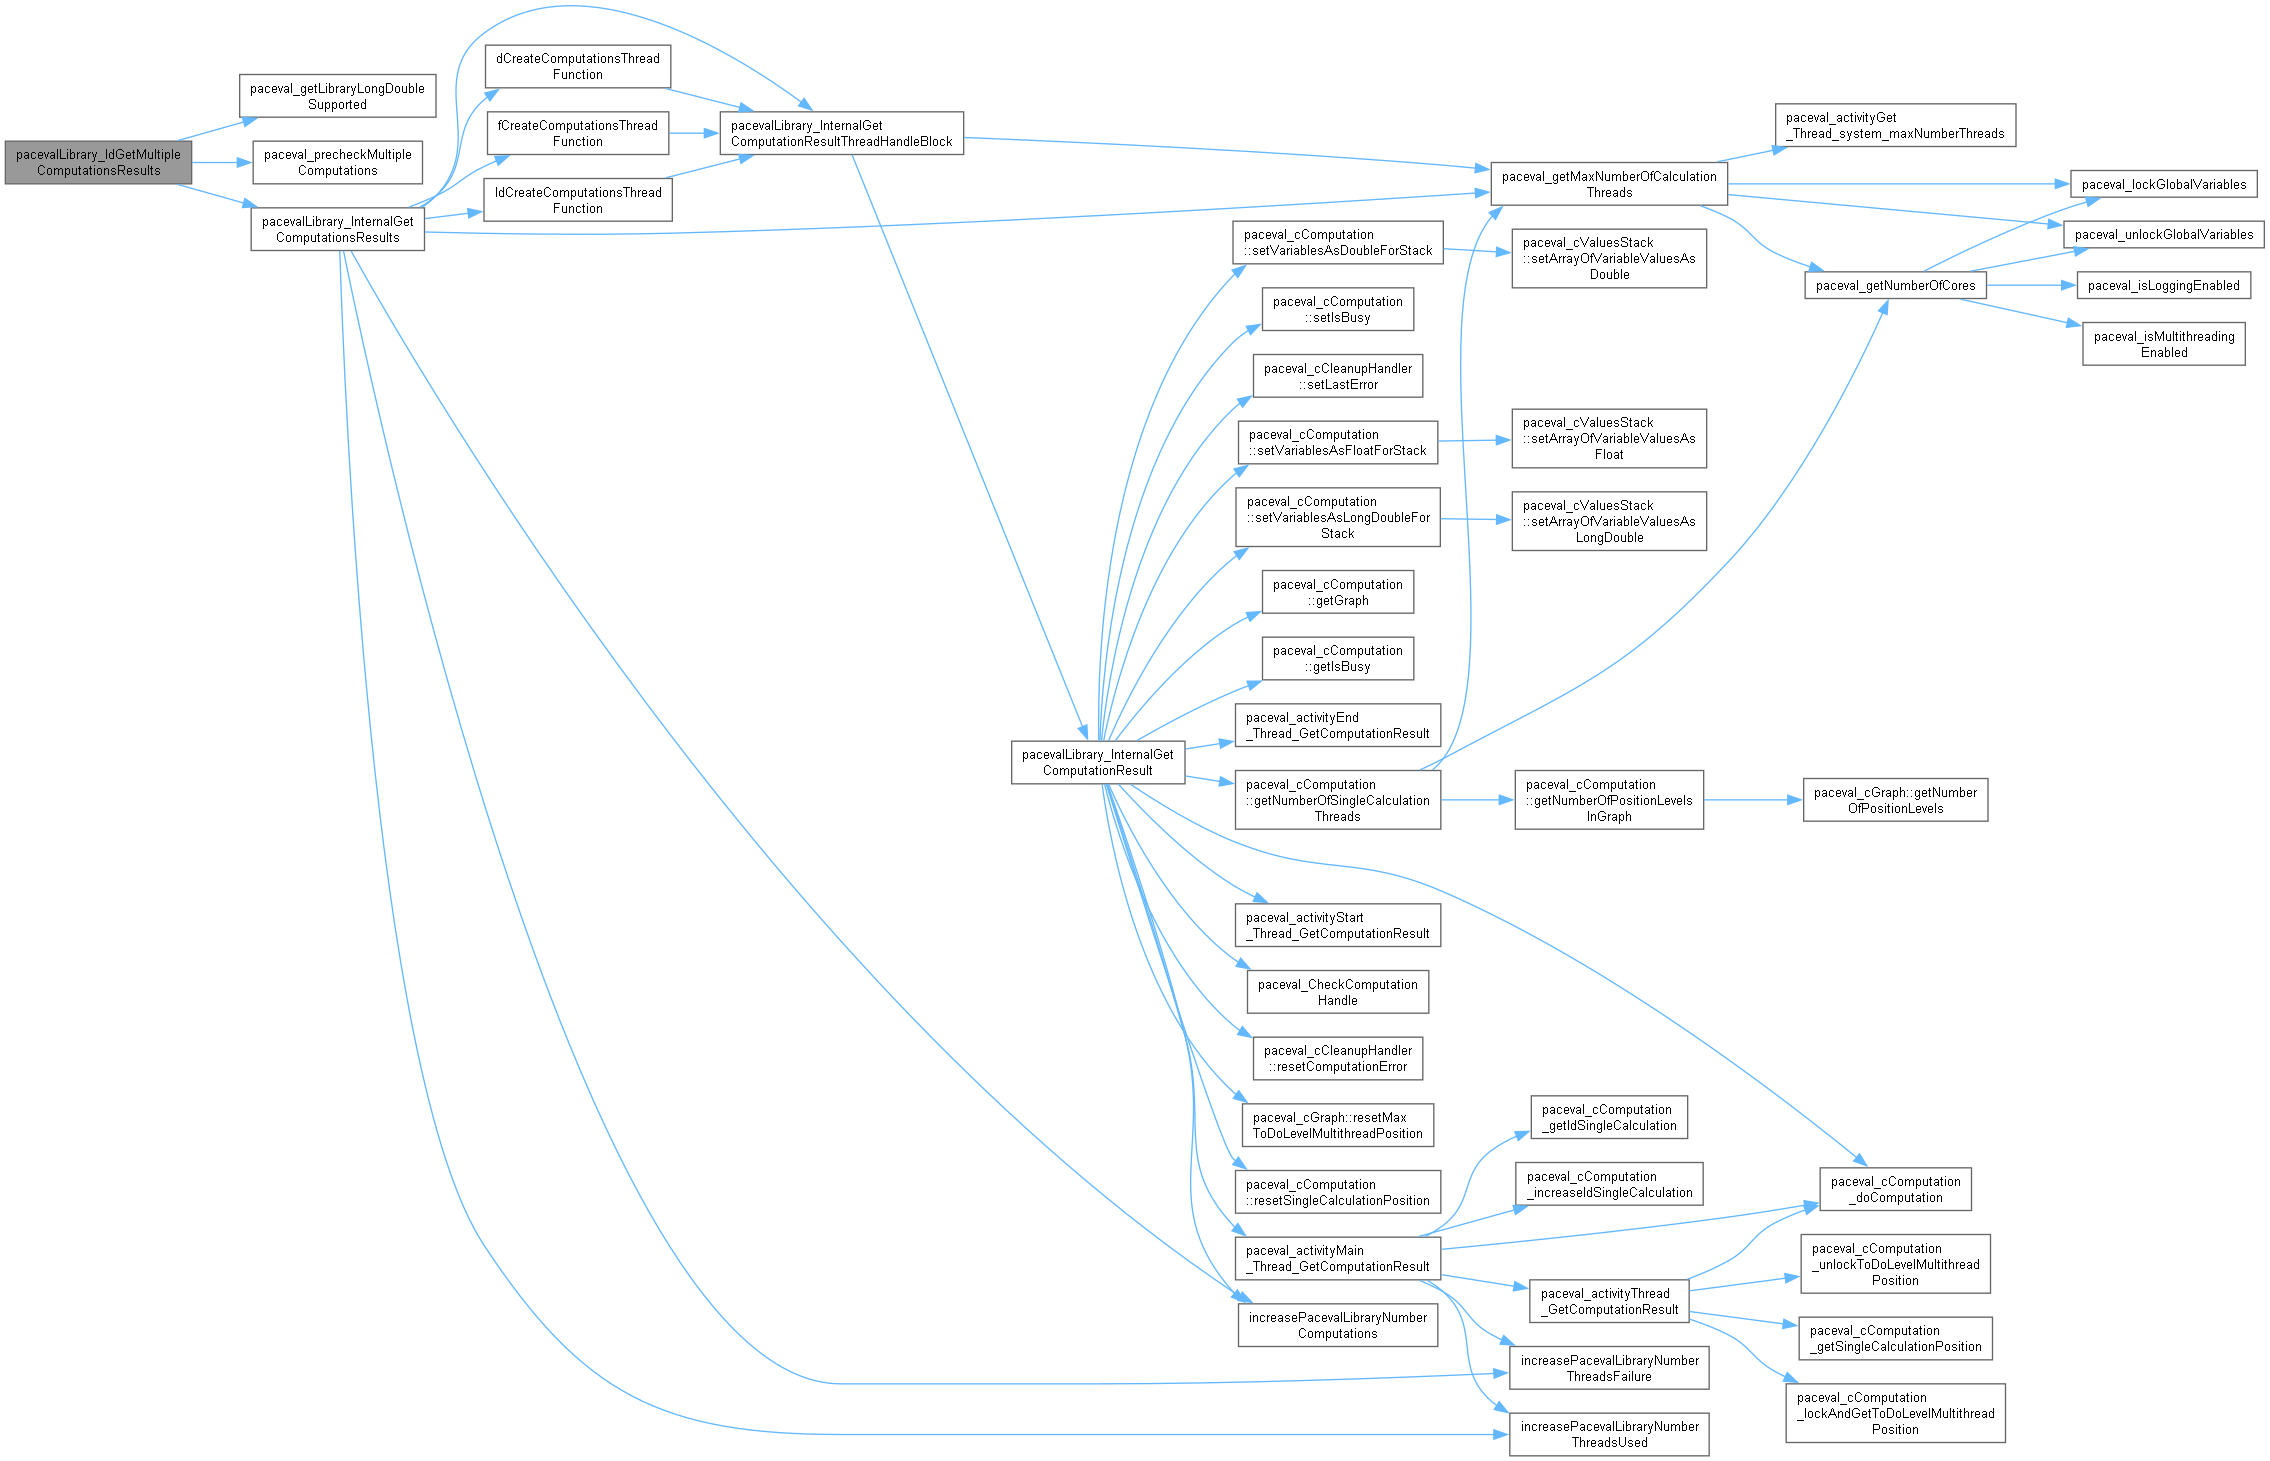 pacevalLibrary_ldGetMultiple
ComputationsResults
paceval_getLibraryLongDouble
Supported
paceval_precheckMultiple
Computations
pacevalLibrary_InternalGet
ComputationsResults
dCreateComputationsThread
Function
fCreateComputationsThread
Function
ldCreateComputationsThread
Function
pacevalLibrary_InternalGet
ComputationResultThreadHandleBlock
pacevalLibrary_InternalGet
ComputationResult
paceval_cComputation
::setVariablesAsDoubleForStack
paceval_cComputation
::setIsBusy
paceval_cCleanupHandler
::setLastError
paceval_cComputation
::setVariablesAsFloatForStack
paceval_cComputation
::setVariablesAsLongDoubleFor
Stack
paceval_cComputation
::getGraph
paceval_cComputation
::getIsBusy
paceval_activityEnd
_Thread_GetComputationResult
paceval_cComputation
::getNumberOfSingleCalculation
Threads
paceval_activityStart
_Thread_GetComputationResult
paceval_CheckComputation
Handle
paceval_cCleanupHandler
::resetComputationError
paceval_cGraph::resetMax
ToDoLevelMultithreadPosition
paceval_cComputation
::resetSingleCalculationPosition
paceval_activityMain
_Thread_GetComputationResult
increasePacevalLibraryNumber
Computations
paceval_getMaxNumberOfCalculation
Threads
paceval_cValuesStack
::setArrayOfVariableValuesAs
Double
paceval_cValuesStack
::setArrayOfVariableValuesAs
Float
paceval_cValuesStack
::setArrayOfVariableValuesAs
LongDouble
paceval_cComputation
::getNumberOfPositionLevels
InGraph
paceval_cComputation
_getIdSingleCalculation
paceval_cComputation
_increaseIdSingleCalculation
paceval_activityThread
_GetComputationResult
increasePacevalLibraryNumber
ThreadsFailure
increasePacevalLibraryNumber
ThreadsUsed
paceval_activityGet
_Thread_system_maxNumberThreads
paceval_getNumberOfCores
paceval_cGraph::getNumber
OfPositionLevels
paceval_cComputation
_doComputation
paceval_cComputation
_unlockToDoLevelMultithread
Position
paceval_cComputation
_getSingleCalculationPosition
paceval_cComputation
_lockAndGetToDoLevelMultithread
Position
paceval_lockGlobalVariables
paceval_unlockGlobalVariables
paceval_isLoggingEnabled
paceval_isMultithreading
Enabled